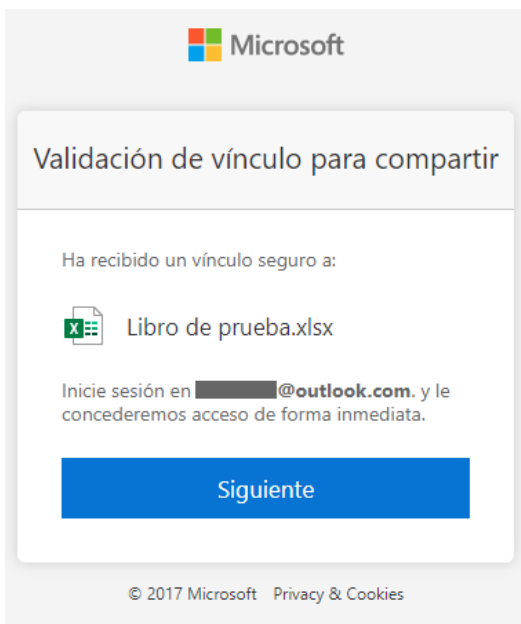 Microsoft
Validación de vínculo para compartir
Ha recibido un vínculo seguro a:
Libro de prueba.xlsx
Inicie sesión en @outlook.com. y le
concederemos acceso de forma inmediata.
Siguiente
© 2017 Microsoft Privacy & Cookies